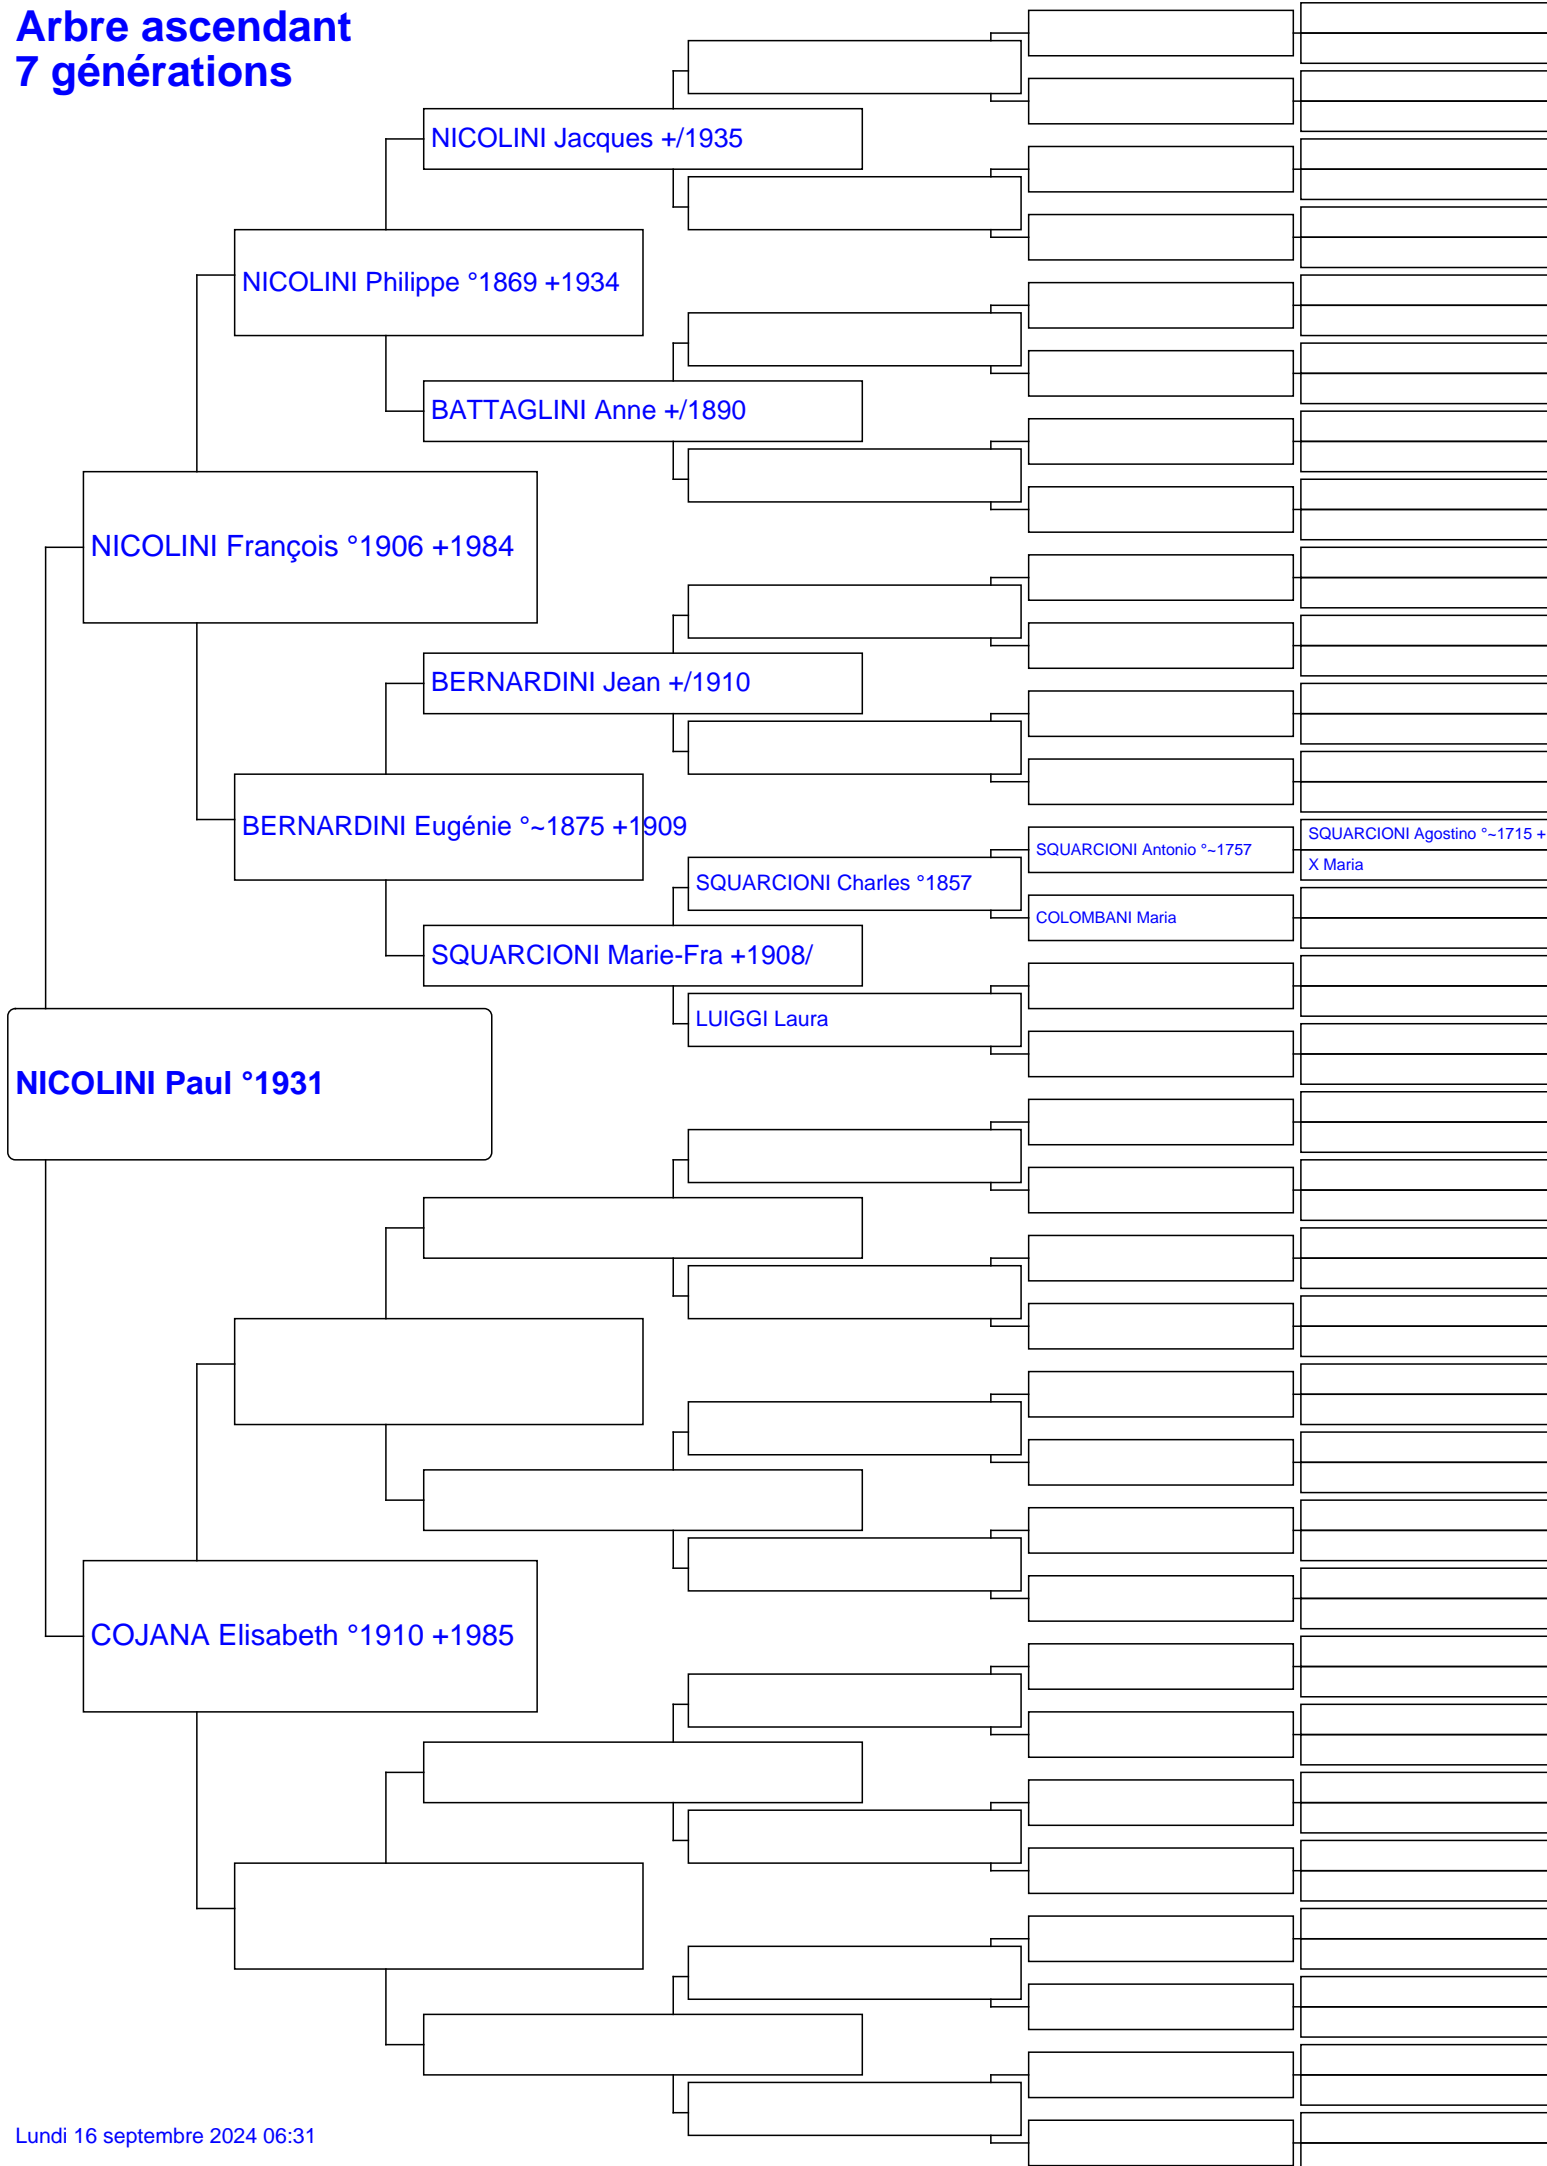 Arbre ascendant
7 générations
NICOLINI Jacques +/1935
NICOLINI Philippe °1869 +1934
BATTAGLINI Anne +/1890
NICOLINI François °1906 +1984
BERNARDINI Jean +/1910
BERNARDINI Eugénie °~1875 +1909
SQUARCIONI Agostino °~1715 +
SQUARCIONI Antonio °~1757
X Maria
SQUARCIONI Charles °1857
COLOMBANI Maria
SQUARCIONI Marie-Fra +1908/
LUIGGI Laura
NICOLINI Paul °1931
COJANA Elisabeth °1910 +1985
Lundi 16 septembre 2024 06:31